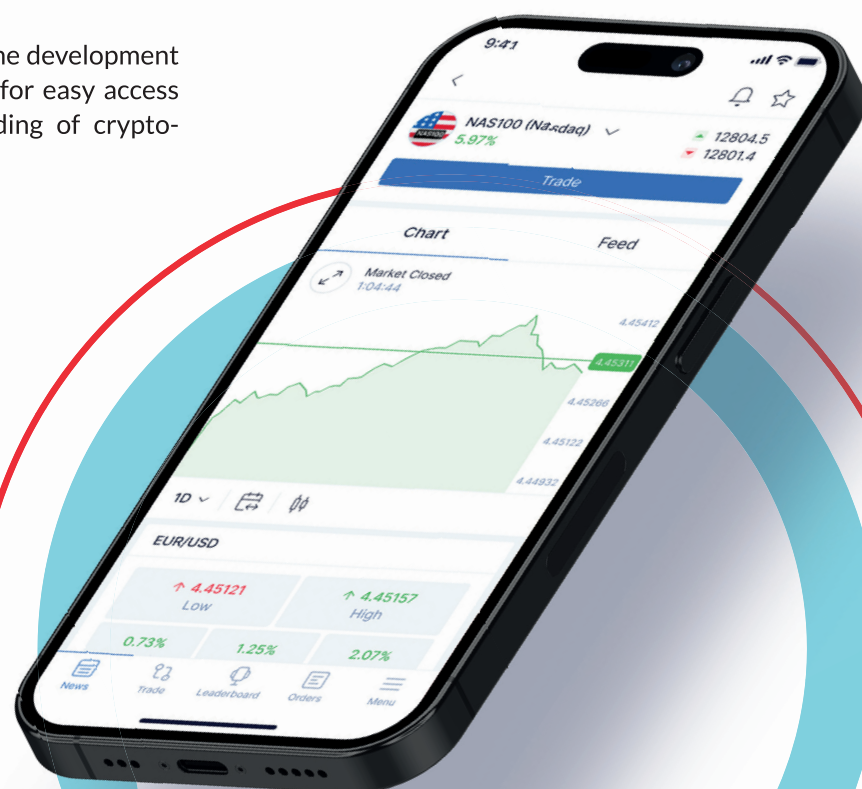 ne development
for easy access
ding of crypto-
9:41
NAS100 (Nasdaq)
5.97%
12804.5
12801.4
NAS100
Trade
Chart
Feed
Market Closed
1:04:44
4.45412
4.45311
4.45266
4.45122
4.44932
1D
EUR/USD
4.45121
Low
4.45157
High
0.73%
1.25%
2.07%
News
Trade
Leaderboard
Orders
Menu